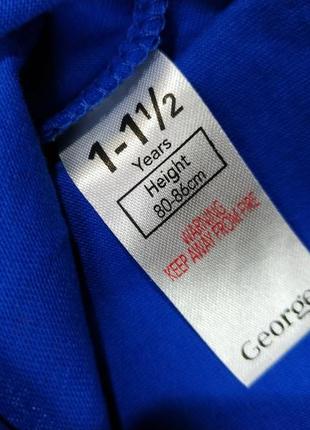 1-1½
Years
Height
80-86cm
WARNING
KEEP AWAY FROM FIRE
George